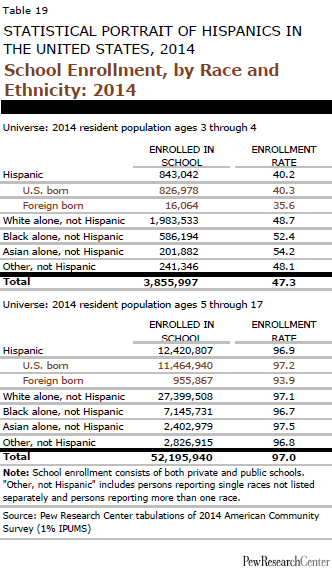 Table 19
STATISTICAL PORTRAIT OF HISPANICS IN
THE UNITED STATES, 2014
School Enrollment, by Race and
Ethnicity: 2014
Universe: 2014 resident population ages 3 through 4
ENROLLED IN SCHOOL ENROLLMENT RATE
Hispanic 843,042 40.2
U.S. born 826,978 40.3
Foreign born 16,064 35.6
White alone, not Hispanic 1,983,533 48.7
Black alone, not Hispanic 586,194 52.4
Asian alone, not Hispanic 201,882 54.2
Other, not Hispanic 241,346 48.1
Total 3,855,997 47.3
Universe: 2014 resident population ages 5 through 17
ENROLLED IN SCHOOL ENROLLMENT RATE
Hispanic 12,420,807 96.9
U.S. born 11,464,940 97.2
Foreign born 955,867 93.9
White alone, not Hispanic 27,399,508 97.1
Black alone, not Hispanic 7,145,731 96.7
Asian alone, not Hispanic 2,402,979 97.5
Other, not Hispanic 2,826,915 96.8
Total 52,195,940 97.0
Note: School enrollment consists of both private and public schools.
"Other, not Hispanic" includes persons reporting single races not listed
separately and persons reporting more than one race.
Source: Pew Research Center tabulations of 2014 American Community
Survey (1% IPUMS)
PewResearchCenter